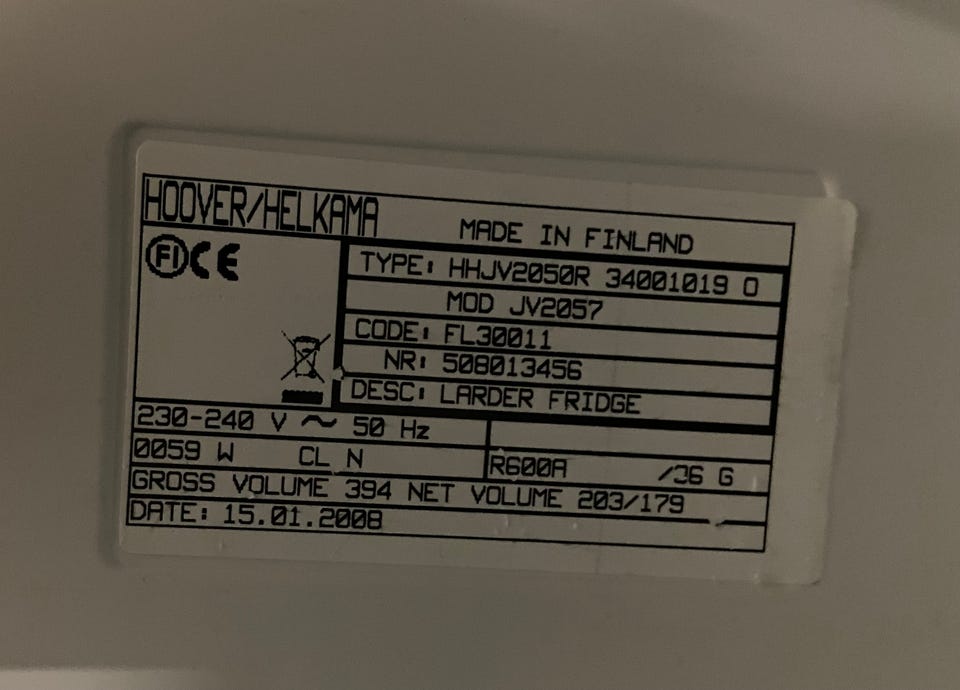 HOOVER/HELKAMA MADE IN FINLAND
FI CE
TYPE: HHJV2050R 34001019 0
MOD JV2057
CODE: FL30011
NR: 508013456
DESC: LARDER FRIDGE
230-240 V ~ 50 Hz
0059 W CL N R600A /36 G
GROSS VOLUME 394 NET VOLUME 203/179
DATE: 15.01.2008